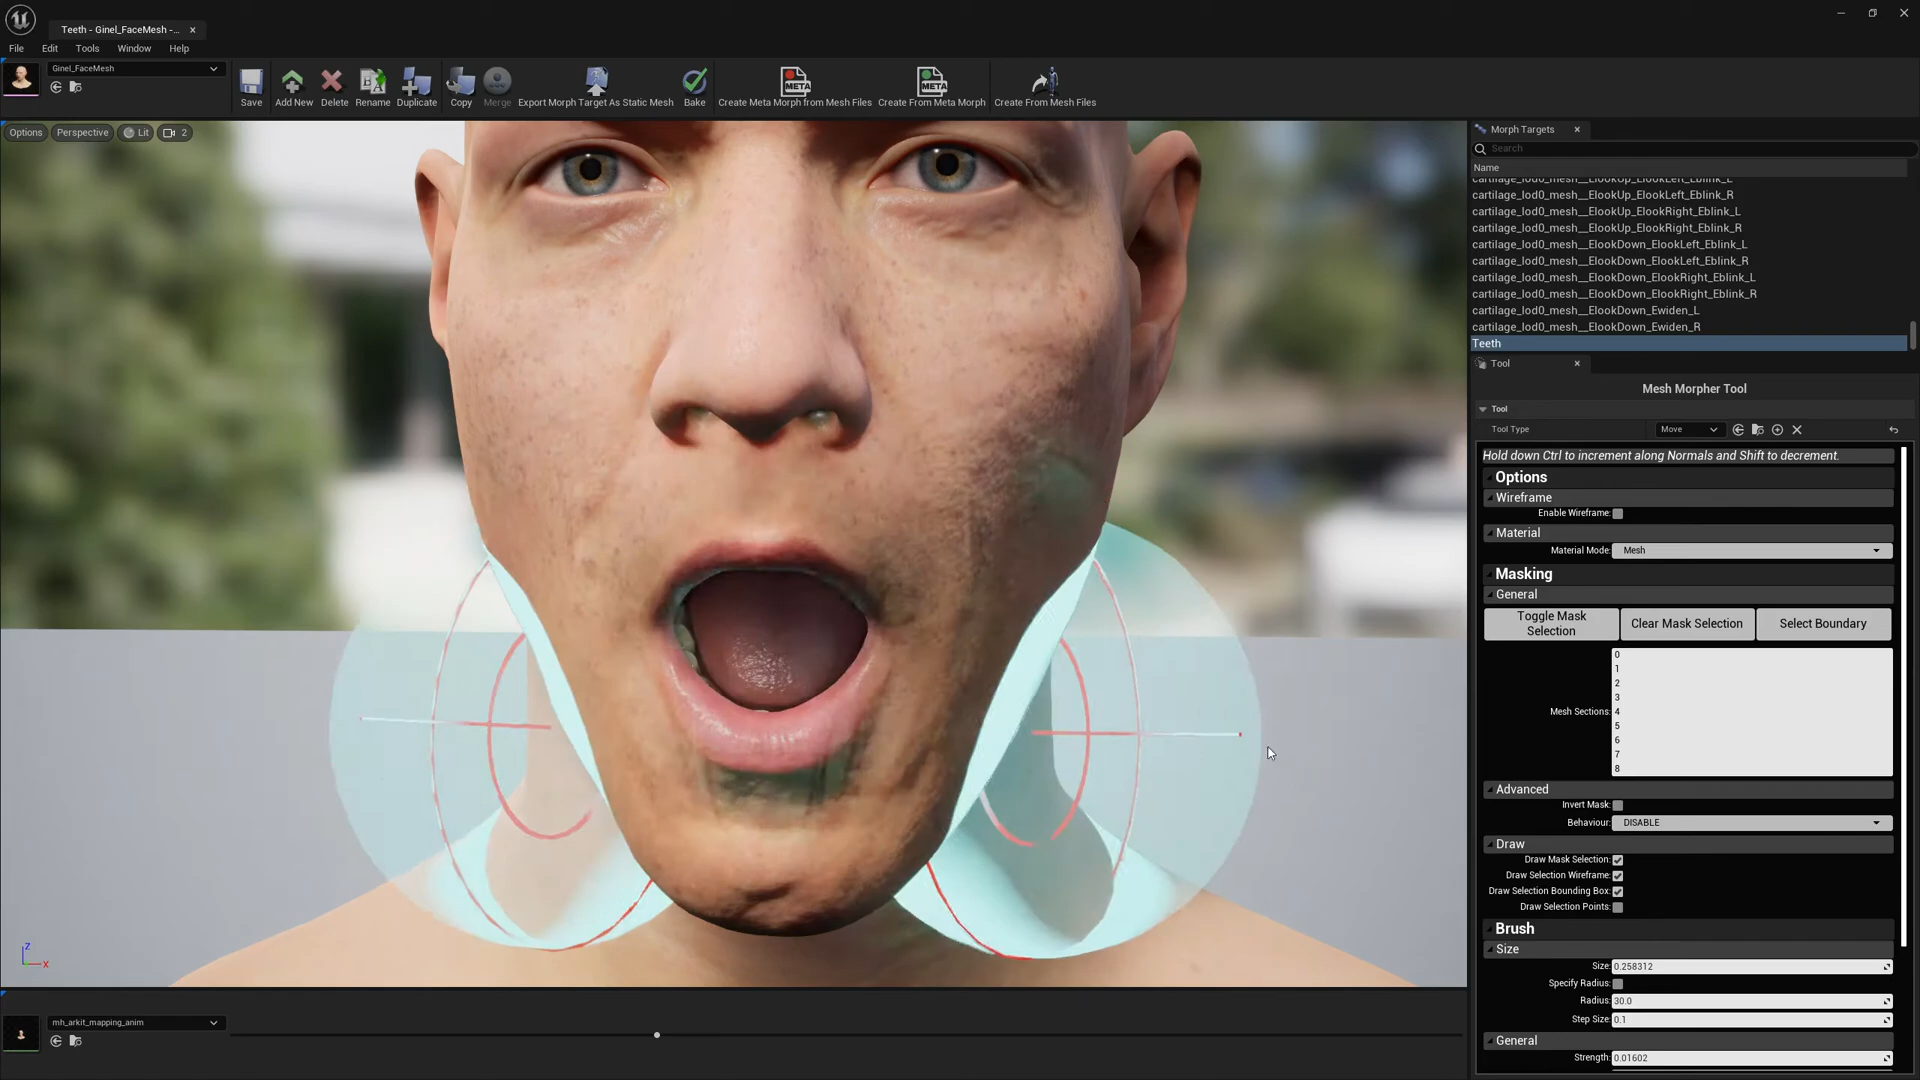 Teeth - Ginel_FaceMesh -...
File Edit Tools Window Help
Ginel_FaceMesh
Save Add New Delete Rename Duplicate Copy Merge Export Morph Target As Static Mesh Bake Create Meta Morph from Mesh Files Create From Meta Morph Create From Mesh Files
META META
Options Perspective Lit 2
Morph Targets
Search
Name
cartilage_lod0_mesh__ElookUp_ElookLeft_Eblink_L
cartilage_lod0_mesh__ElookUp_ElookLeft_Eblink_R
cartilage_lod0_mesh__ElookUp_ElookRight_Eblink_L
cartilage_lod0_mesh__ElookUp_ElookRight_Eblink_R
cartilage_lod0_mesh__ElookDown_ElookLeft_Eblink_L
cartilage_lod0_mesh__ElookDown_ElookLeft_Eblink_R
cartilage_lod0_mesh__ElookDown_ElookRight_Eblink_L
cartilage_lod0_mesh__ElookDown_ElookRight_Eblink_R
cartilage_lod0_mesh__ElookDown_Ewiden_L
cartilage_lod0_mesh__ElookDown_Ewiden_R
Teeth
Tool
Mesh Morpher Tool
Tool
Tool Type Move
Hold down Ctrl to increment along Normals and Shift to decrement.
Options
Wireframe
Enable Wireframe:
Material
Material Mode: Mesh
Masking
General
Toggle Mask Selection Clear Mask Selection Select Boundary
Mesh Sections:
0
1
2
3
4
5
6
7
8
Advanced
Invert Mask:
Behaviour: DISABLE
Draw
Draw Mask Selection:
Draw Selection Wireframe:
Draw Selection Bounding Box:
Draw Selection Points:
Brush
Size
Size: 0.258312
Specify Radius:
Radius: 30.0
Step Size: 0.1
General
Strength: 0.01602
Z
X
mh_arkit_mapping_anim